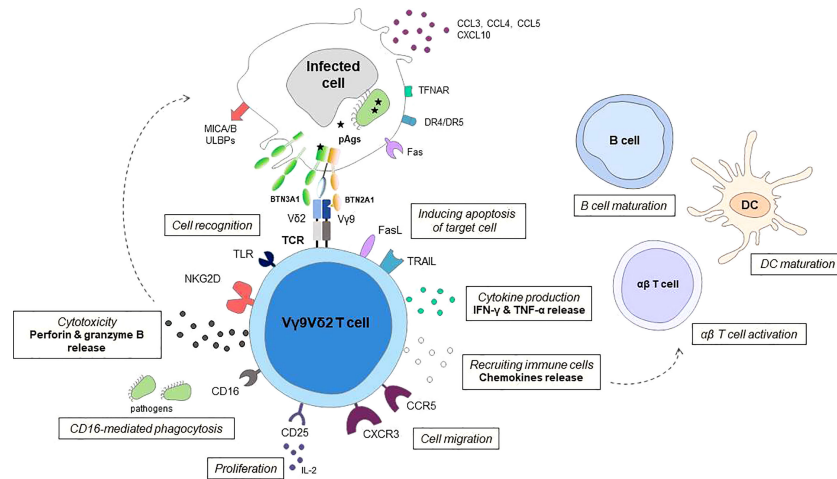 CCL3, CCL4, CCL5
CXCL10
Infected
cell
TFNAR
MICA/B
ULBPs
pAgs
DR4/DR5
Fas
BTN3A1
BTN2A1
Vδ2
Vγ9
Cell recognition
TCR
FasL
Inducing apoptosis
of target cell
TLR
TRAIL
NKG2D
Cytokine production
IFN-γ & TNF-α release
Cytotoxicity
Perforin & granzyme B
release
Vγ9Vδ2 T cell
Recruiting immune cells
Chemokines release
CD16
CCR5
pathogens
CD16-mediated phagocytosis
CD25
CXCR3
Cell migration
Proliferation
IL-2
B cell
B cell maturation
DC
DC maturation
αβ T cell
αβ T cell activation